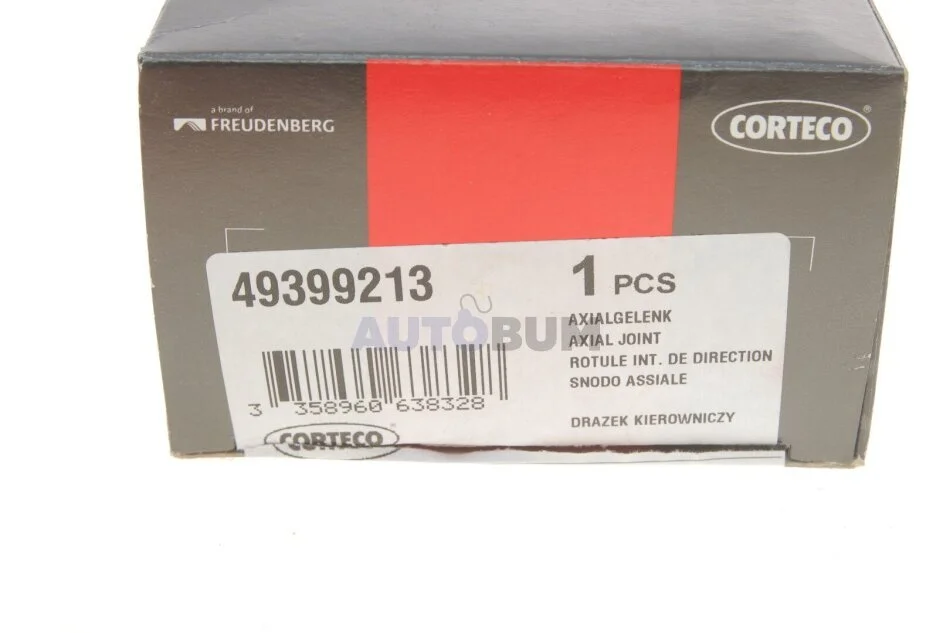 a brand of
FREUDENBERG
CORTECO®
49399213
1 PCS
AUTOBUM
AXIALGELENK
AXIAL JOINT
ROTULE INT. DE DIRECTION
SNODO ASSIALE
3 358960 638328
DRAZEK KIEROWNICZY
CORTECO